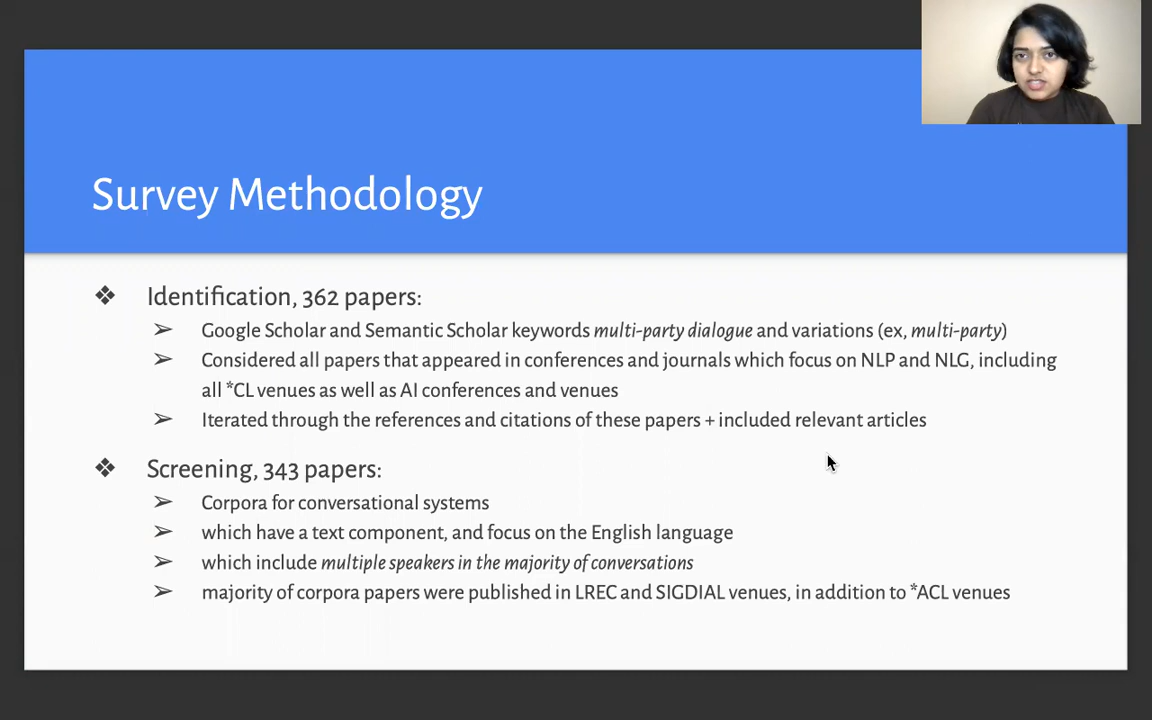 Survey Methodology
❖ Identification, 362 papers:
➢ Google Scholar and Semantic Scholar keywords multi-party dialogue and variations (ex, multi-party)
➢ Considered all papers that appeared in conferences and journals which focus on NLP and NLG, including
all *CL venues as well as AI conferences and venues
➢ Iterated through the references and citations of these papers + included relevant articles
❖ Screening, 343 papers:
➢ Corpora for conversational systems
➢ which have a text component, and focus on the English language
➢ which include multiple speakers in the majority of conversations
➢ majority of corpora papers were published in LREC and SIGDIAL venues, in addition to *ACL venues